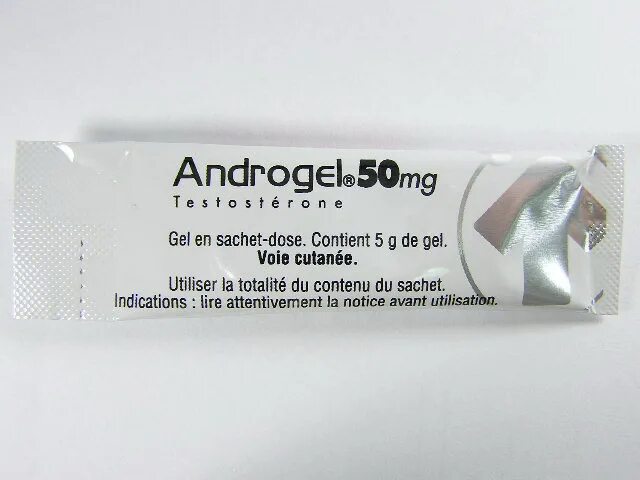 Androgel® 50mg
Testostérone
Gel en sachet-dose. Contient 5 g de gel.
Voie cutanée.
Utiliser la totalité du contenu du sachet.
Indications : lire attentivement la notice avant utilisation.